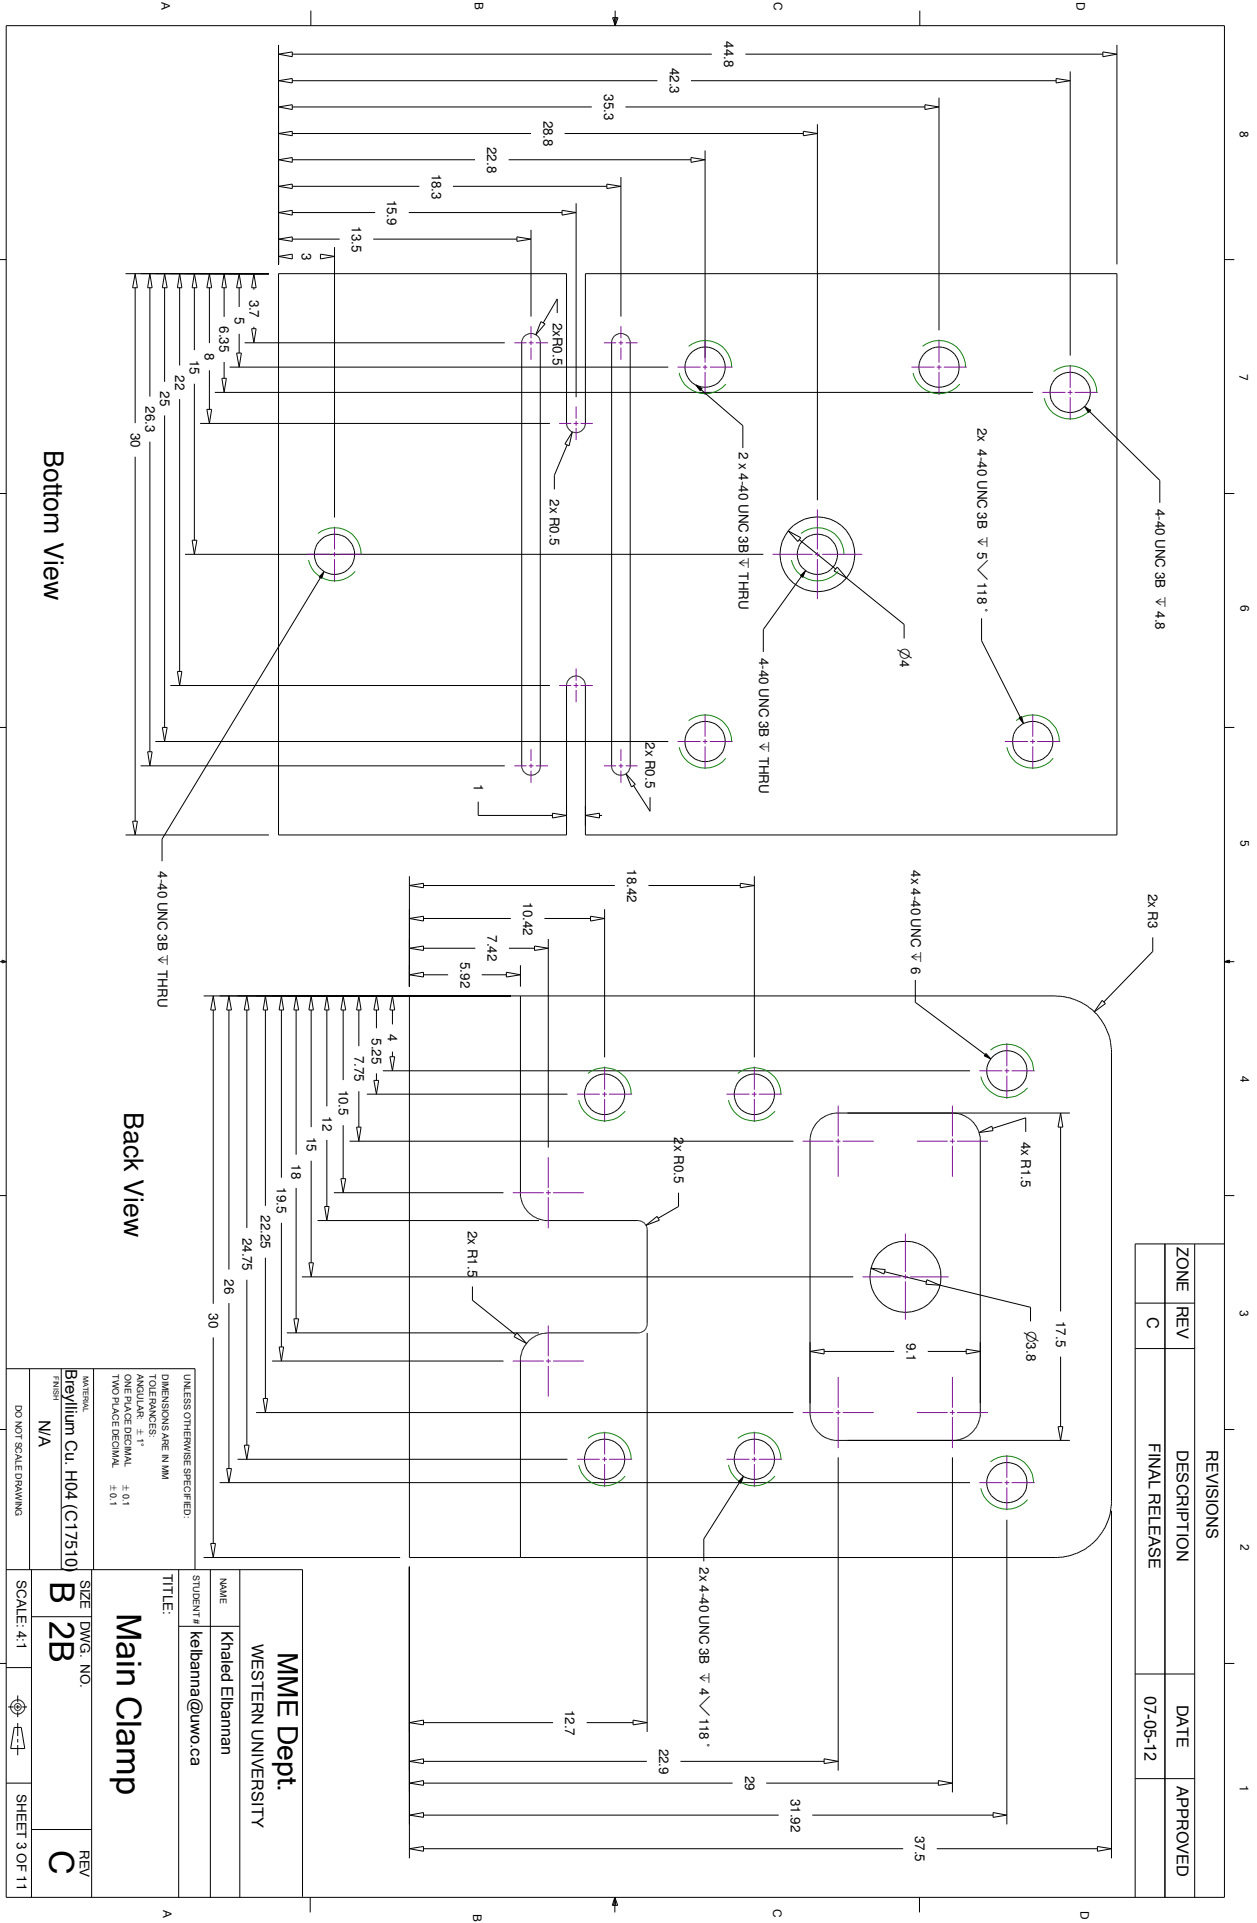 8
7
6
5
4
3
2
1
D
C
B
A
D
C
B
A
REVISIONS
ZONE REV DESCRIPTION DATE APPROVED
C FINAL RELEASE 07-05-12
44.8
42.3
35.3
28.8
22.8
18.3
15.9
13.5
3
3.7
5
6.35
8
15
22
25
26.3
30
2xR0.5
2x R0.5
2x R0.5
1
4-40 UNC 3B ↧ 4.8
2x 4-40 UNC 3B ↧ 5 ⌵ 118 °
Ø4
4-40 UNC 3B ↧ THRU
2 x 4-40 UNC 3B ↧ THRU
4-40 UNC 3B ↧ THRU
Bottom View
2x R3
4x 4-40 UNC ↧ 6
18.42
10.42
7.42
5.92
4
5.25
7.75
10.5
12
15
18
19.5
22.25
24.75
26
30
4x R1.5
17.5
Ø3.8
9.1
2x R0.5
2x R1.5
2x 4-40 UNC 3B ↧ 4 ⌵ 118 °
12.7
22.9
29
31.92
37.5
Back View
UNLESS OTHERWISE SPECIFIED:
DIMENSIONS ARE IN MM
TOLERANCES:
ANGULAR: ± 1°
ONE PLACE DECIMAL ± 0.1
TWO PLACE DECIMAL ± 0.1
MATERIAL
Breyllium Cu. H04 (C17510)
FINISH
N/A
DO NOT SCALE DRAWING
MME Dept.
WESTERN UNIVERSITY
NAME Khaled Elbannan
STUDENT # kelbanna@uwo.ca
TITLE:
Main Clamp
SIZE DWG. NO. REV
B 2B C
SCALE: 4:1 SHEET 3 OF 11